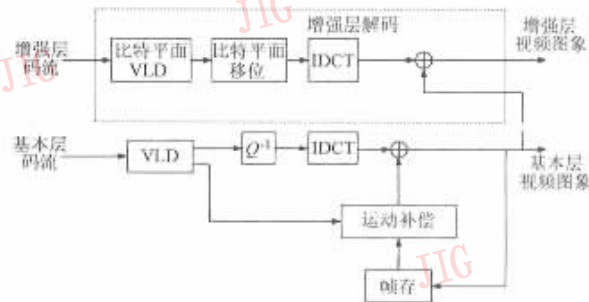 JIG
增强层解码
增强层
视频图象
增强层
码流
比特平面
VLD
比特平面
移位
IDCT
JIG
基本层
码流
VLD
Q⁻¹
IDCT
基本层
视频图象
JIG
运动补偿
JIG
帧存